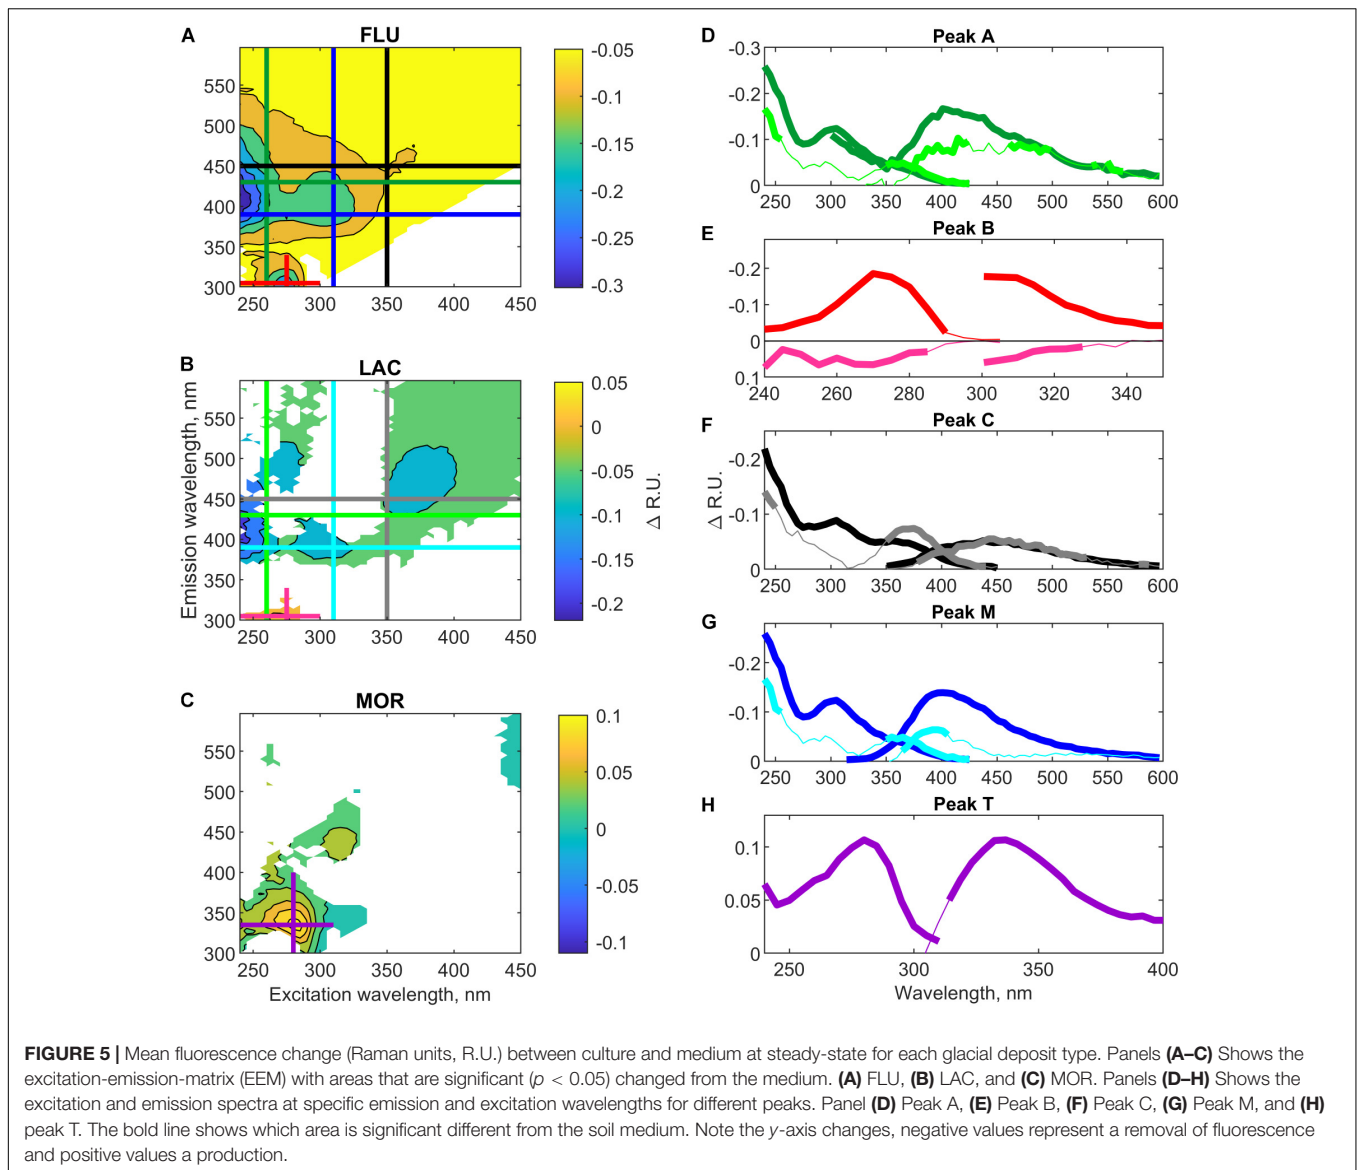 A
FLU
550
500
450
400
350
300
250 300 350 400 450
-0.05
-0.1
-0.15
-0.2
-0.25
-0.3
B
LAC
Emission wavelength, nm
550
500
450
400
350
300
250 300 350 400 450
0.05
0
-0.05
-0.1
-0.15
-0.2
Δ R.U.
C
MOR
550
500
450
400
350
300
250 300 350 400 450
Excitation wavelength, nm
0.1
0.05
0
-0.05
-0.1
D
Peak A
-0.3
-0.2
-0.1
0
250 300 350 400 450 500 550 600
E
Peak B
-0.2
-0.1
0
0.1
240 260 280 300 320 340
F
Peak C
Δ R.U.
-0.2
-0.1
0
250 300 350 400 450 500 550 600
G
Peak M
-0.2
-0.1
0
250 300 350 400 450 500 550 600
H
Peak T
0.1
0.05
0
250 300 350 400
Wavelength, nm
FIGURE 5 | Mean fluorescence change (Raman units, R.U.) between culture and medium at steady-state for each glacial deposit type. Panels (A–C) Shows the
excitation-emission-matrix (EEM) with areas that are significant (p < 0.05) changed from the medium. (A) FLU, (B) LAC, and (C) MOR. Panels (D–H) Shows the
excitation and emission spectra at specific emission and excitation wavelengths for different peaks. Panel (D) Peak A, (E) Peak B, (F) Peak C, (G) Peak M, and (H)
peak T. The bold line shows which area is significant different from the soil medium. Note the y-axis changes, negative values represent a removal of fluorescence
and positive values a production.